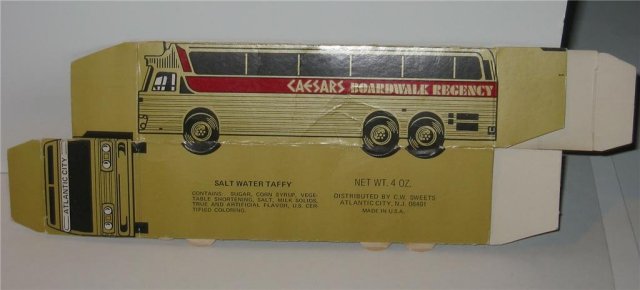 CAESARS BOARDWALK REGENCY
ATLANTIC CITY
SALT WATER TAFFY
CONTAINS: SUGAR, CORN SYRUP, VEGE-
TABLE SHORTENING, SALT, MILK SOLIDS,
TRUE AND ARTIFICIAL FLAVOR, U.S. CER-
TIFIED COLORING.
NET WT. 4 OZ.
DISTRIBUTED BY C.W. SWEETS
ATLANTIC CITY, N.J. 08401
MADE IN U.S.A.